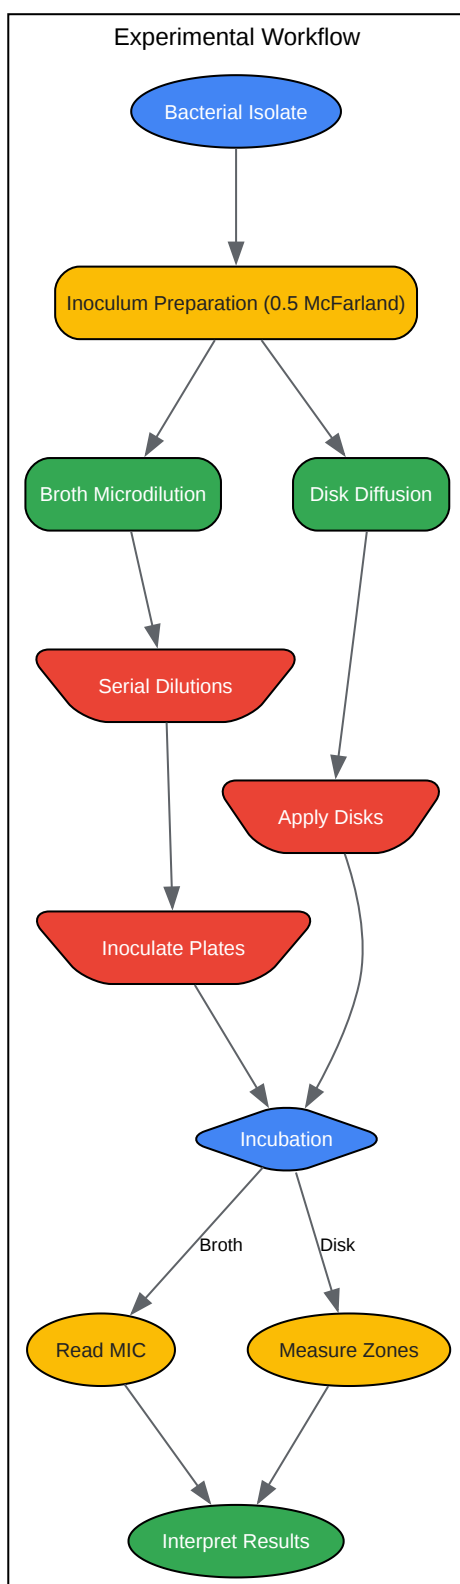 Experimental Workflow
Bacterial Isolate
Inoculum Preparation (0.5 McFarland)
Broth Microdilution
Disk Diffusion
Serial Dilutions
Apply Disks
Inoculate Plates
Incubation
Broth
Disk
Read MIC
Measure Zones
Interpret Results